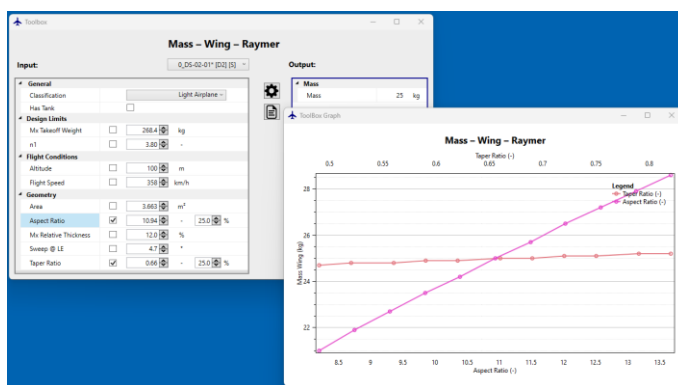 Toolbox
Mass – Wing – Raymer
Input:
0_DS-02-01* [D2] [S]
Output:
General
Classification Light Airplane
Has Tank
Design Limits
Mx Takeoff Weight 268.4 kg
n1 3.80 -
Flight Conditions
Altitude 100 m
Flight Speed 358 km/h
Geometry
Area 3.663 m²
Aspect Ratio 10.94 - 25.0 %
Mx Relative Thickness 12.0 %
Sweep @ LE 4.7 °
Taper Ratio 0.66 - 25.0 %
Mass
Mass 25 kg
ToolBox Graph
Mass – Wing – Raymer
Taper Ratio (-)
0.5 0.55 0.6 0.65 0.7 0.75 0.8
Legend
Taper Ratio (-)
Aspect Ratio (-)
Mass Wing (kg)
28
26
24
22
8.5 9 9.5 10 10.5 11 11.5 12 12.5 13 13.5
Aspect Ratio (-)